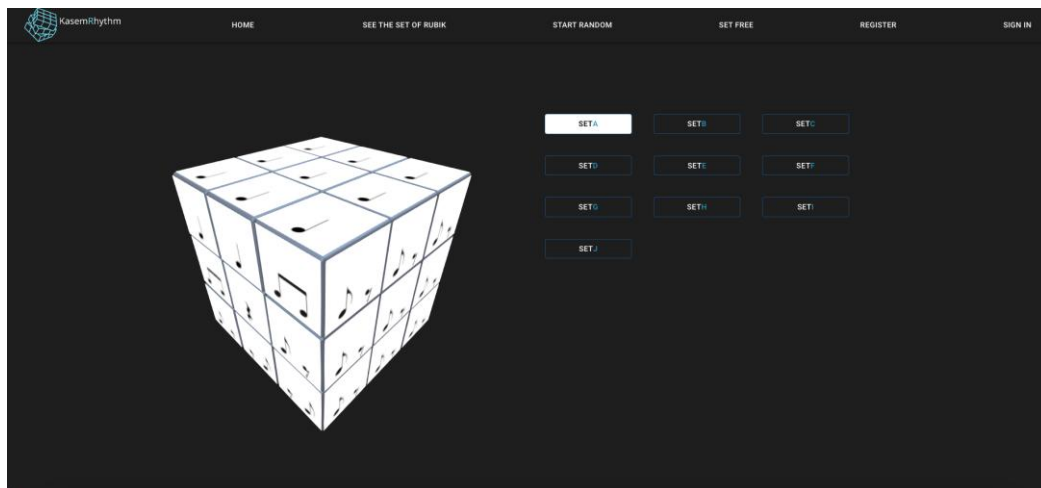 KasemRhythm HOME SEE THE SET OF RUBIK START RANDOM SET FREE REGISTER SIGN IN
SETA SETB SETC
SETD SETE SETF
SETG SETH SETI
SETJ